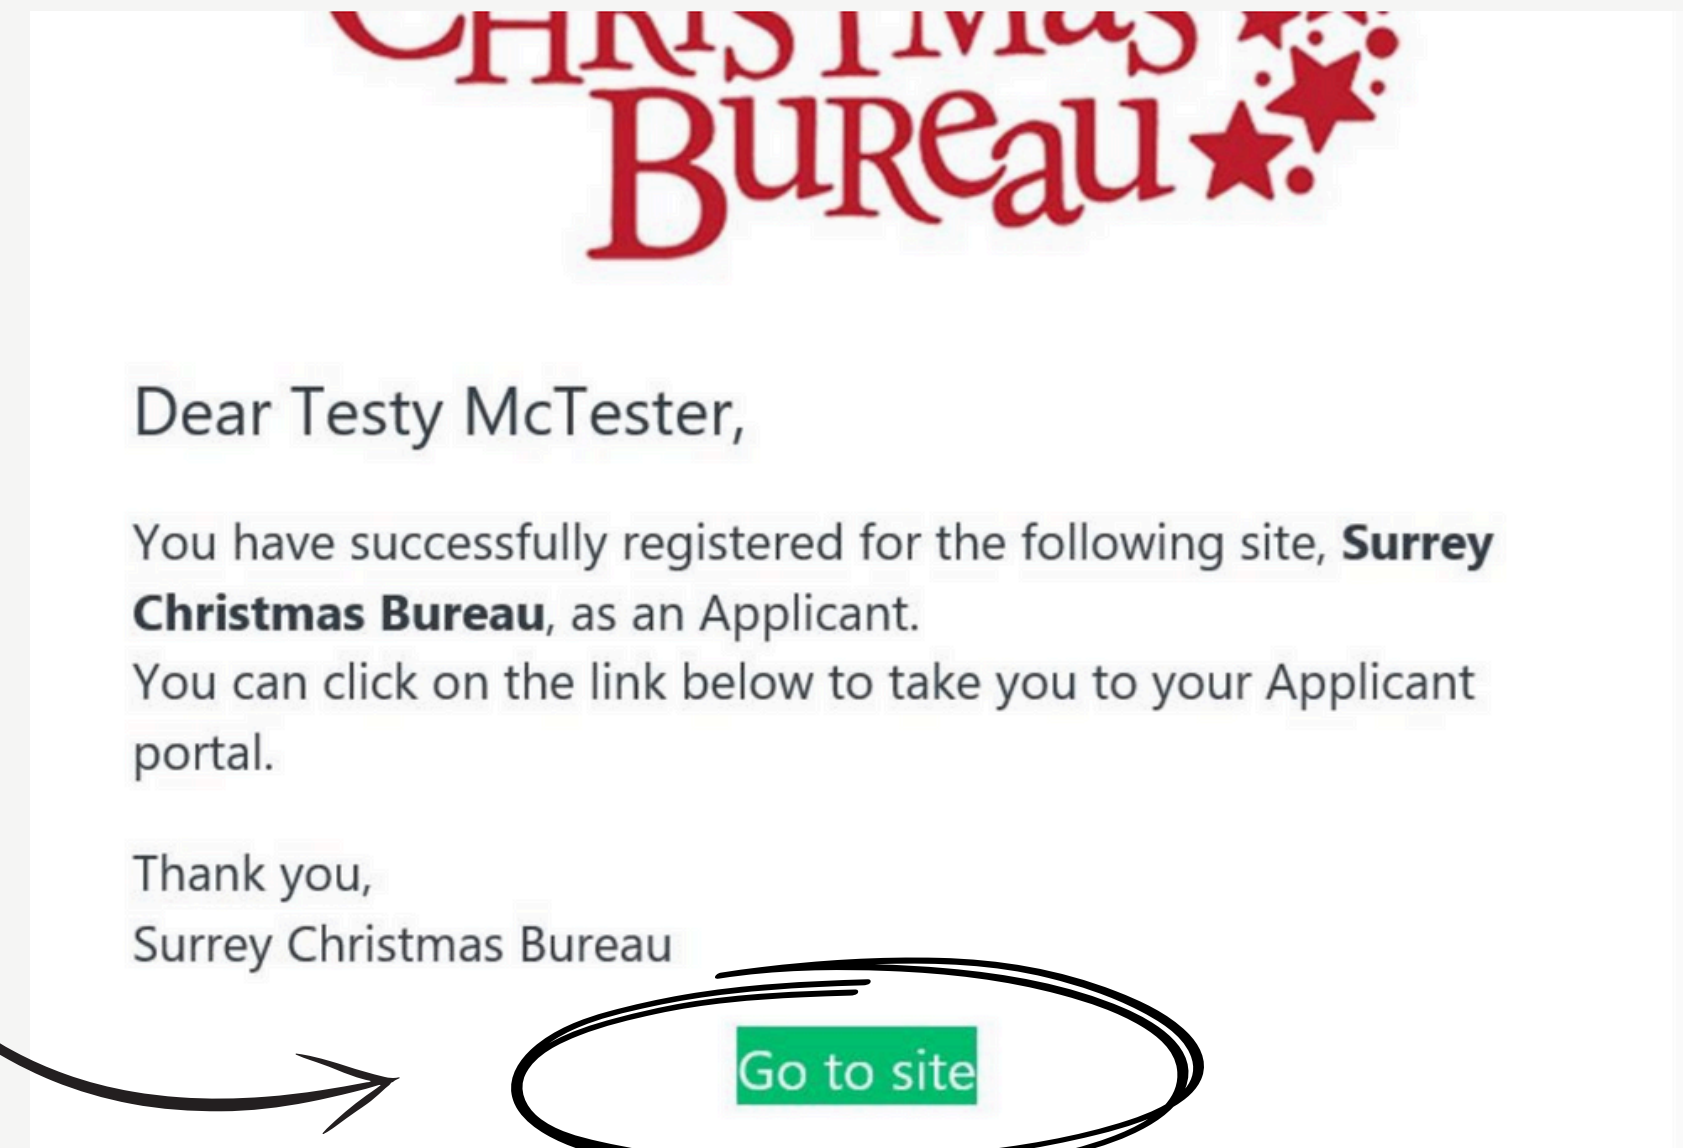 CHRISTMAS
BUREAU
Dear Testy McTester,
You have successfully registered for the following site, Surrey
Christmas Bureau, as an Applicant.
You can click on the link below to take you to your Applicant
portal.
Thank you,
Surrey Christmas Bureau
Go to site